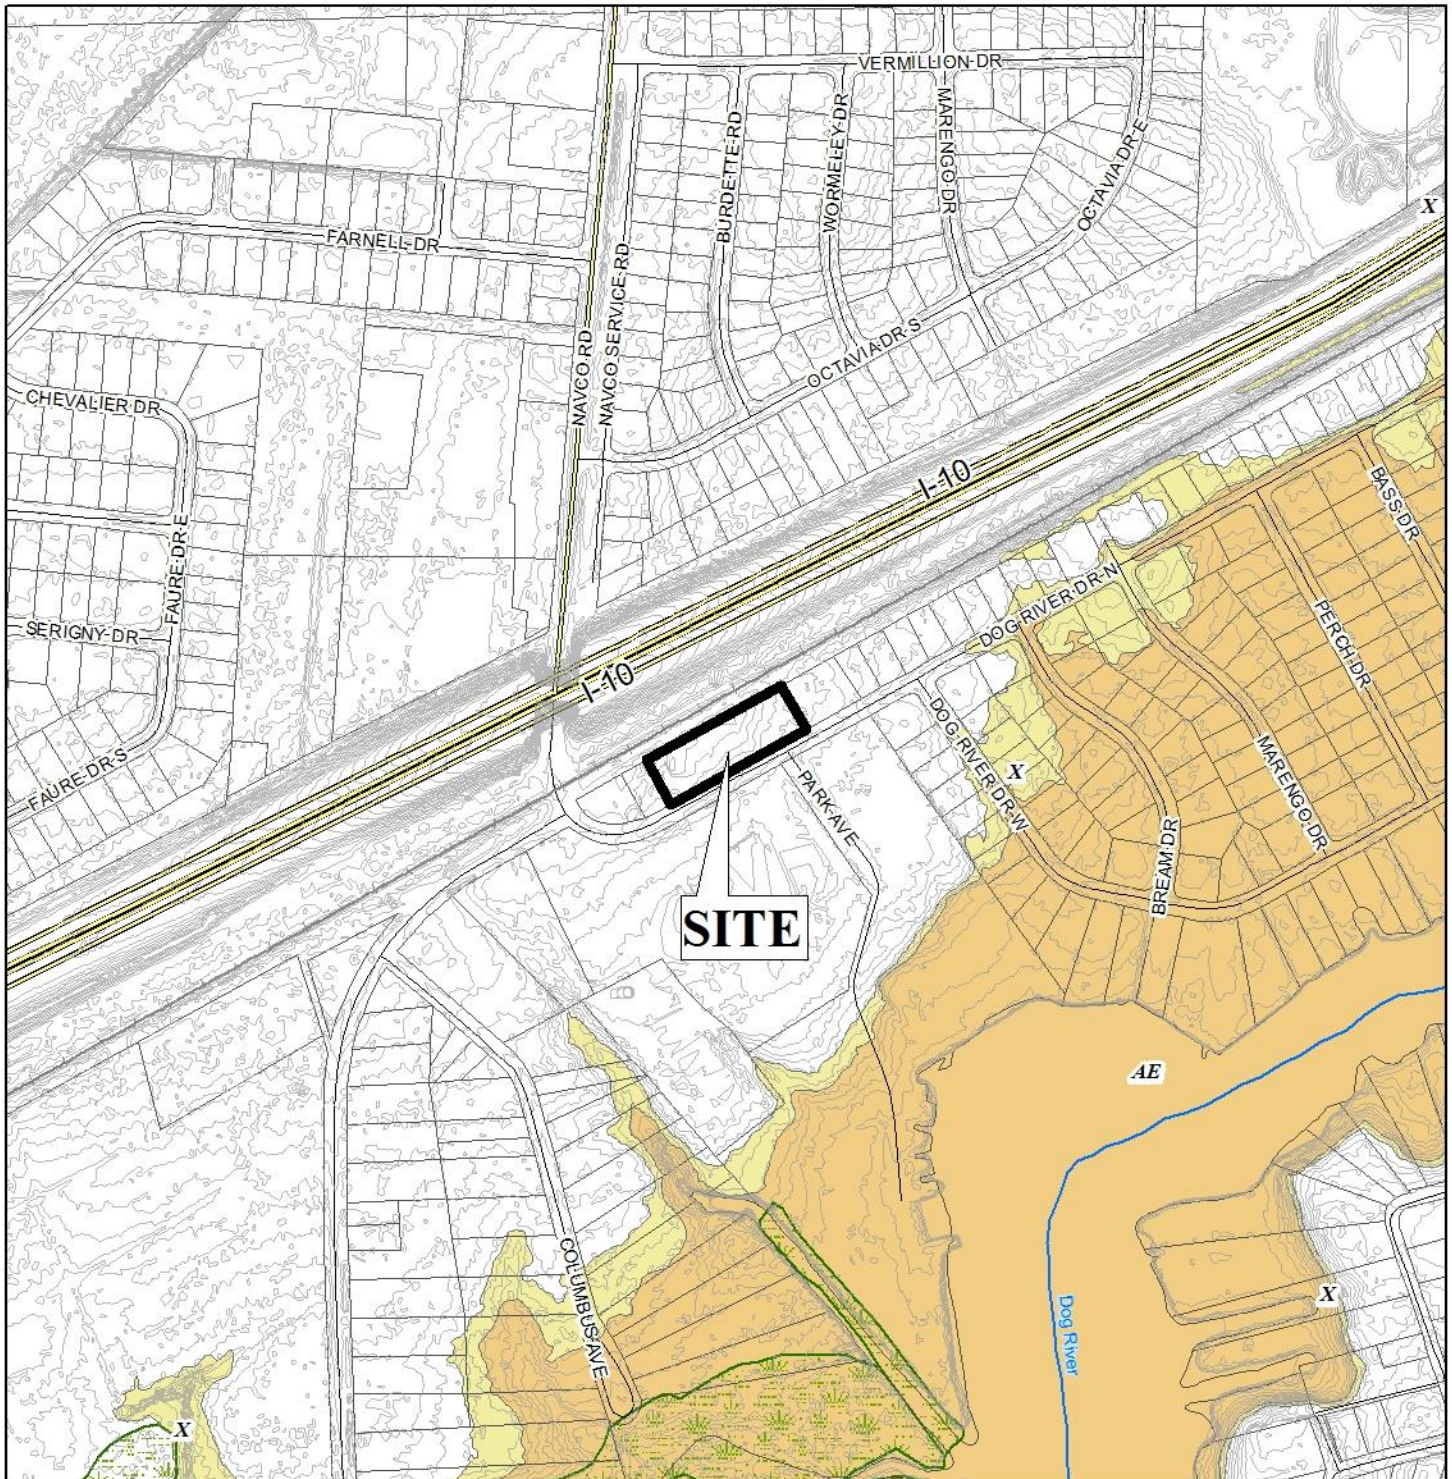 VERMILLION DR
MARENGO DR
BURDETTE RD
WORMELEY DR
OCTAVIA DR E
X
FARNELL DR
NAVCO RD
NAVCO SERVICE RD
OCTAVIA DR S
CHEVALIER DR
I-10
BASS DR
FAURE DR E
DOG RIVER DR N
PERCH DR
SERIGNY DR
I-10
DOG RIVER DR W
MARENGO DR
FAURE DR S
X
PARK AVE
BREAM DR
SITE
AE
COLUMBUS AVE
Dog River
X
X